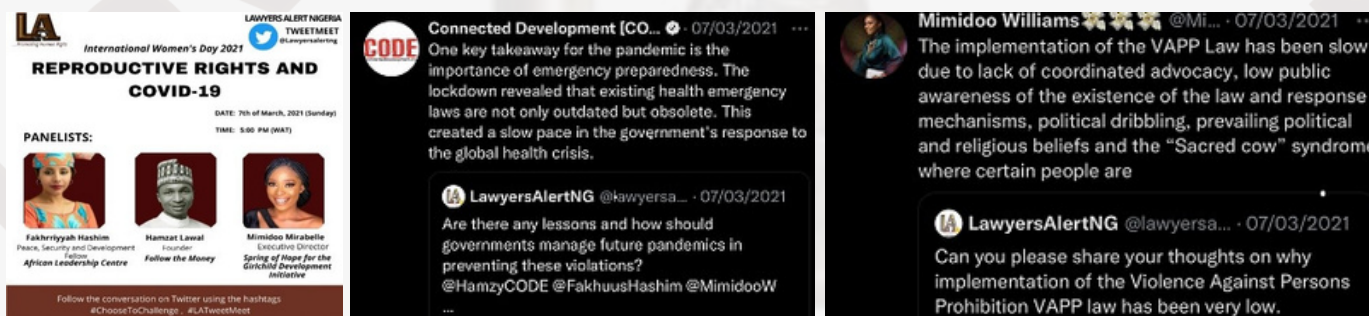 LA
...Promoting Human Rights
LAWYERS ALERT NIGERIA
TWEETMEET
@Lawyersalertng
International Women's Day 2021
REPRODUCTIVE RIGHTS AND
COVID-19
DATE: 7th of March, 2021 (Sunday)
TIME: 5:00 PM (WAT)
PANELISTS:
Fakhrriyyah Hashim
Peace, Security and Development
Fellow
African Leadership Centre
Hamzat Lawal
Founder
Follow the Money
Mimidoo Mirabelle
Executive Director
Spring of Hope for the
Girlchild Development
Initiative
Follow the conversation on Twitter using the hashtags
#ChooseToChallenge , #LATweetMeet
CODE
Connected Development [CO... · 07/03/2021 ...
One key takeaway for the pandemic is the
importance of emergency preparedness. The
lockdown revealed that existing health emergency
laws are not only outdated but obsolete. This
created a slow pace in the government's response to
the global health crisis.
LawyersAlertNG @lawyersa... · 07/03/2021
Are there any lessons and how should
governments manage future pandemics in
preventing these violations?
@HamzyCODE @FakhuusHashim @MimidooW
...
Mimidoo Williams @Mi... · 07/03/2021
The implementation of the VAPP Law has been slow
due to lack of coordinated advocacy, low public
awareness of the existence of the law and response
mechanisms, political dribbling, prevailing political
and religious beliefs and the “Sacred cow” syndrome
where certain people are
LawyersAlertNG @lawyersa... · 07/03/2021
Can you please share your thoughts on why
implementation of the Violence Against Persons
Prohibition VAPP law has been very low.